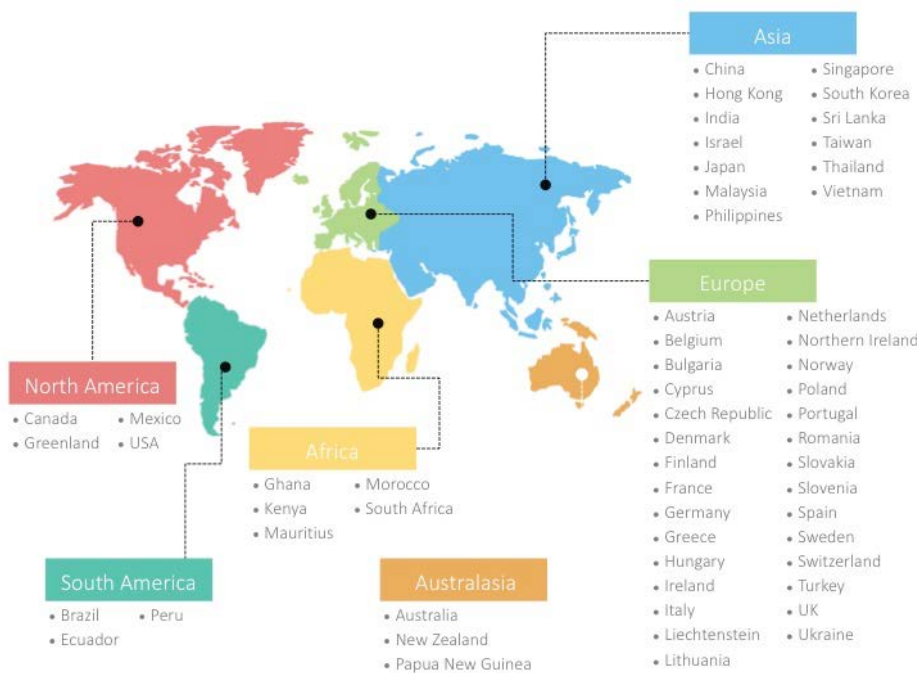 Asia
• China
• Hong Kong
• India
• Israel
• Japan
• Malaysia
• Philippines
• Singapore
• South Korea
• Sri Lanka
• Taiwan
• Thailand
• Vietnam
Europe
• Austria
• Belgium
• Bulgaria
• Cyprus
• Czech Republic
• Denmark
• Finland
• France
• Germany
• Greece
• Hungary
• Ireland
• Italy
• Liechtenstein
• Lithuania
• Netherlands
• Northern Ireland
• Norway
• Poland
• Portugal
• Romania
• Slovakia
• Slovenia
• Spain
• Sweden
• Switzerland
• Turkey
• UK
• Ukraine
North America
• Canada
• Greenland
• Mexico
• USA
Africa
• Ghana
• Kenya
• Mauritius
• Morocco
• South Africa
South America
• Brazil
• Ecuador
• Peru
Australasia
• Australia
• New Zealand
• Papua New Guinea